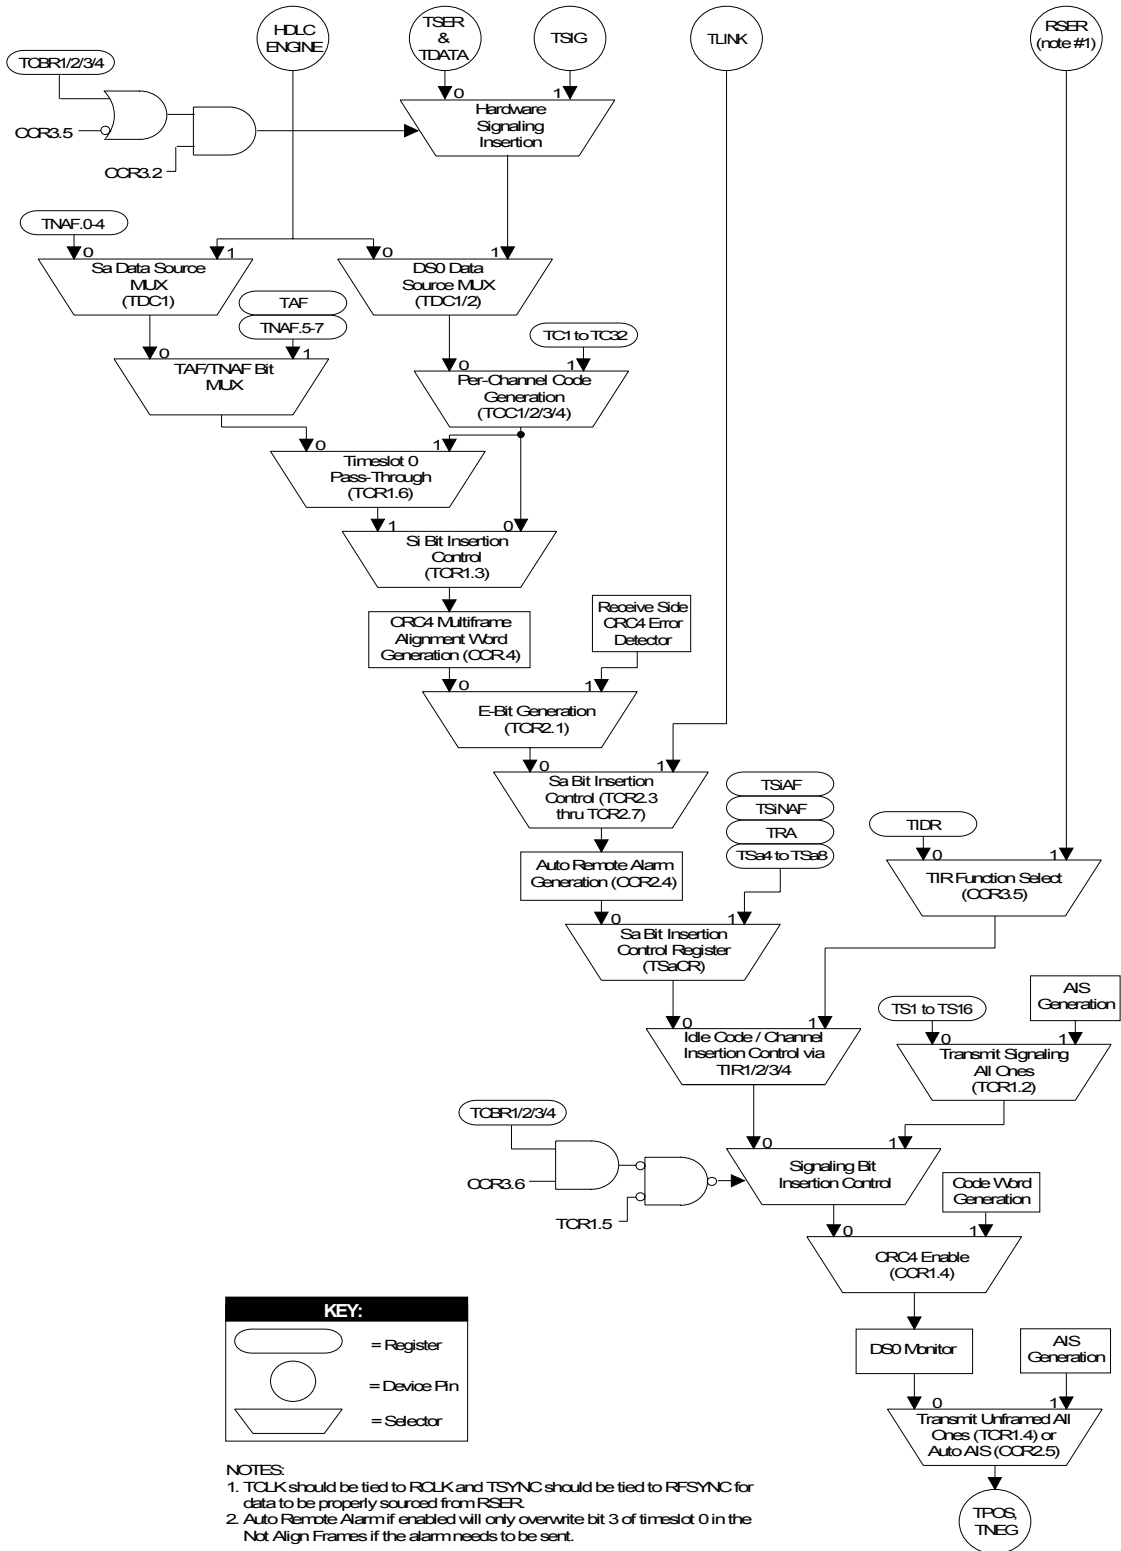 HDLC
ENGINE
TSER
&
TDATA
TSIG
TLINK
RSER
(note #1)
TCBR1/2/3/4
CCR3.5
CCR3.2
0
1
Hardware
Signaling
Insertion
TNAF.0-4
0
1
Sa Data Source
MUX
(TDC1)
0
1
DS0 Data
Source MUX
(TDC1/2)
TAF
TNAF.5-7
0
1
TAF/TNAF Bit
MUX
TC1 to TC32
0
1
Per-Channel Code
Generation
(TCC1/2/3/4)
0
1
Timeslot 0
Pass-Through
(TCR1.6)
1
0
Si Bit Insertion
Control
(TCR1.3)
CRC4 Multiframe
Alignment Word
Generation (CCR.4)
Receive Side
CRC4 Error
Detector
0
1
E-Bit Generation
(TCR2.1)
0
1
Sa Bit Insertion
Control (TCR2.3
thru TCR2.7)
TSiAF
TSiNAF
TRA
TSa4 to TSa8
Auto Remote Alarm
Generation (CCR2.4)
TIDR
0
1
TIR Function Select
(CCR3.5)
0
1
Sa Bit Insertion
Control Register
(TSaCR)
0
1
Idle Code / Channel
Insertion Control via
TIR1/2/3/4
TS1 to TS16
AIS
Generation
0
1
Transmit Signaling
All Ones
(TCR1.2)
TCBR1/2/3/4
CCR3.6
TCR1.5
0
1
Signaling Bit
Insertion Control
Code Word
Generation
0
1
CRC4 Enable
(CCR1.4)
DS0 Monitor
AIS
Generation
0
1
Transmit Unframed All
Ones (TCR1.4) or
Auto AIS (CCR2.5)
TPOS,
TNEG
KEY:
= Register
= Device Pin
= Selector
NOTES:
1. TCLK should be tied to RCLK and TSYNC should be tied to RFSYNC for
data to be properly sourced from RSER.
2. Auto Remote Alarm if enabled will only overwrite bit 3 of timeslot 0 in the
Not Align Frames if the alarm needs to be sent.